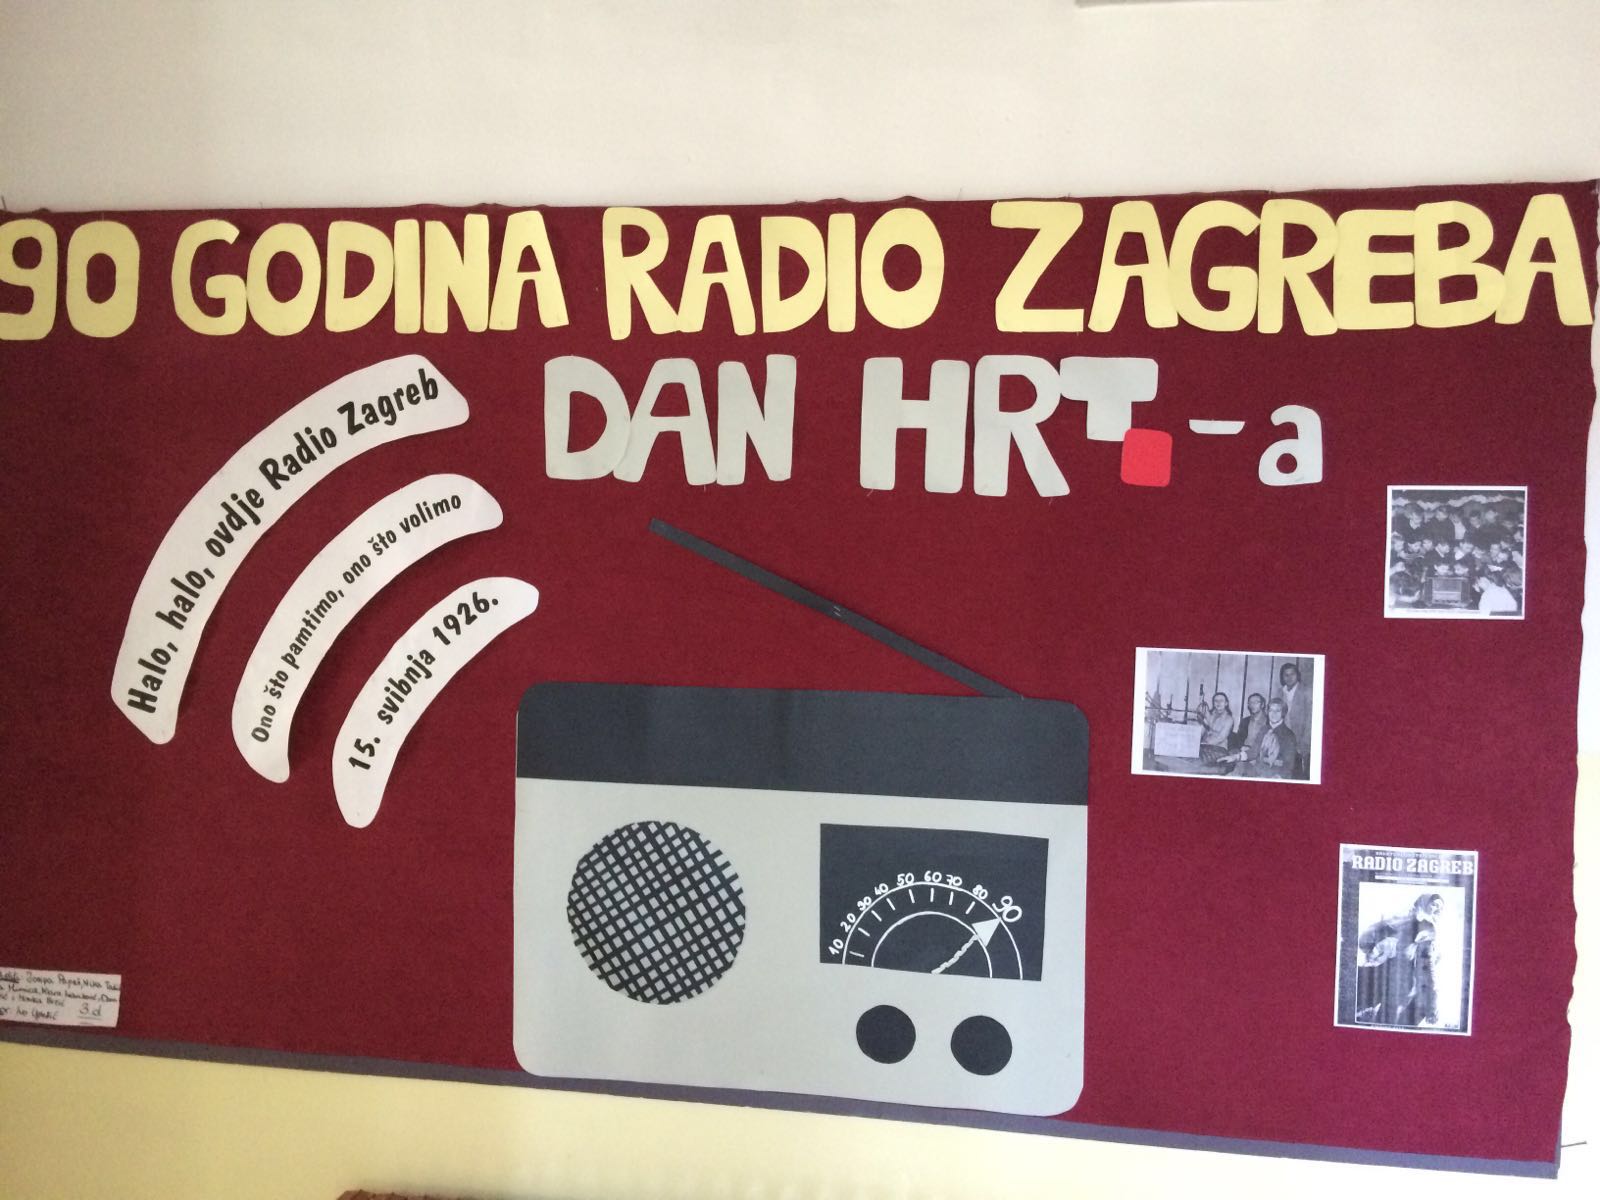 90 GODINA RADIO ZAGREBA
DAN HRT-a
Halo, halo, ovdje Radio Zagreb
Ono što pamtimo, ono što volimo
15. svibnja 1926.
10 20 30 40 50 60 70 80 90
RADIO ZAGREB
3.d